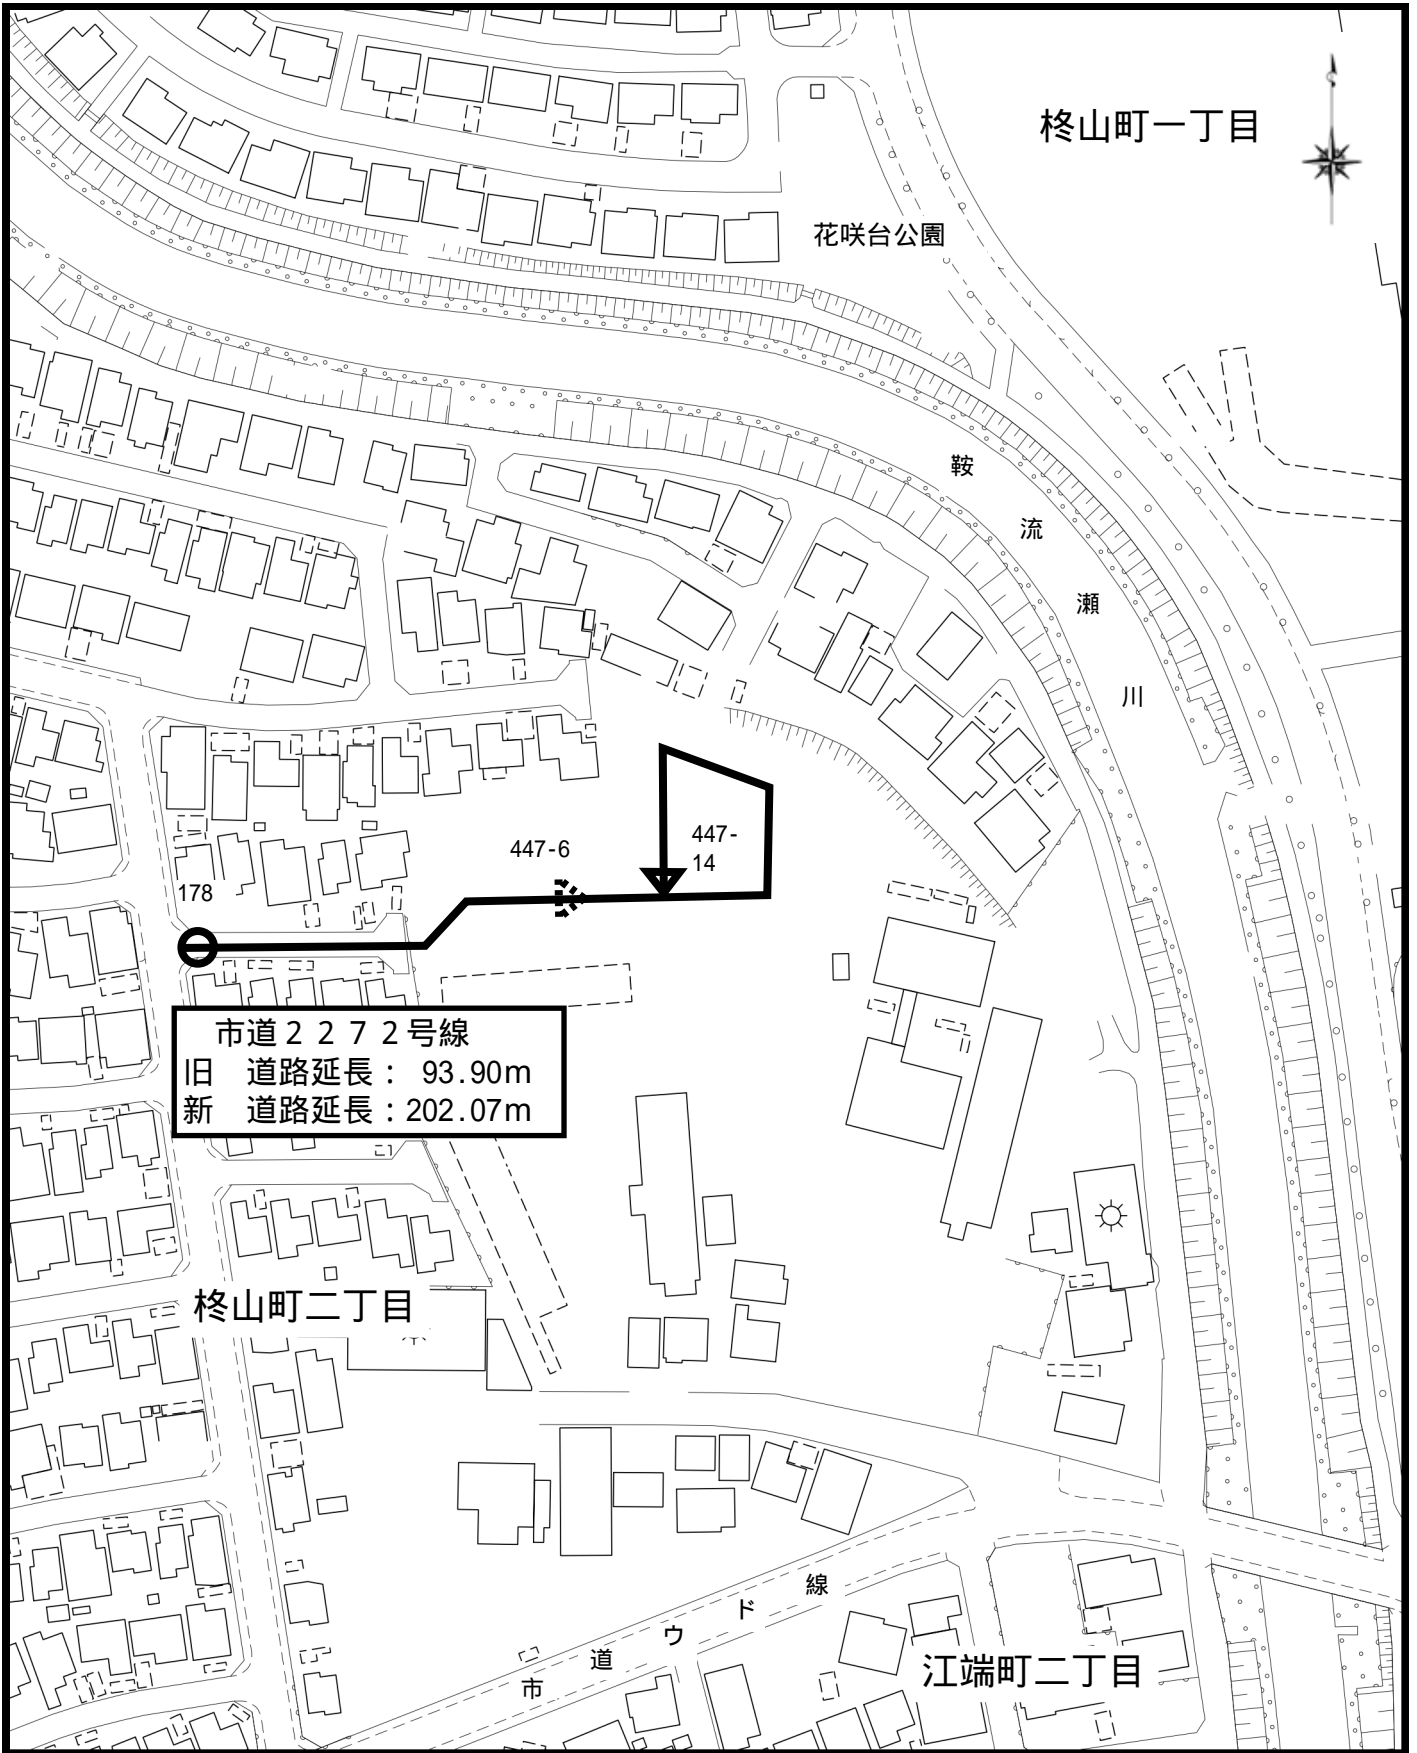 柊山町一丁目
花咲台公園
鞍
流
瀬
川
447-6
447-
14
178
市道２２７２号線
旧　道路延長： 93.90m
新　道路延長：202.07m
柊山町二丁目
市道ウド線
江端町二丁目